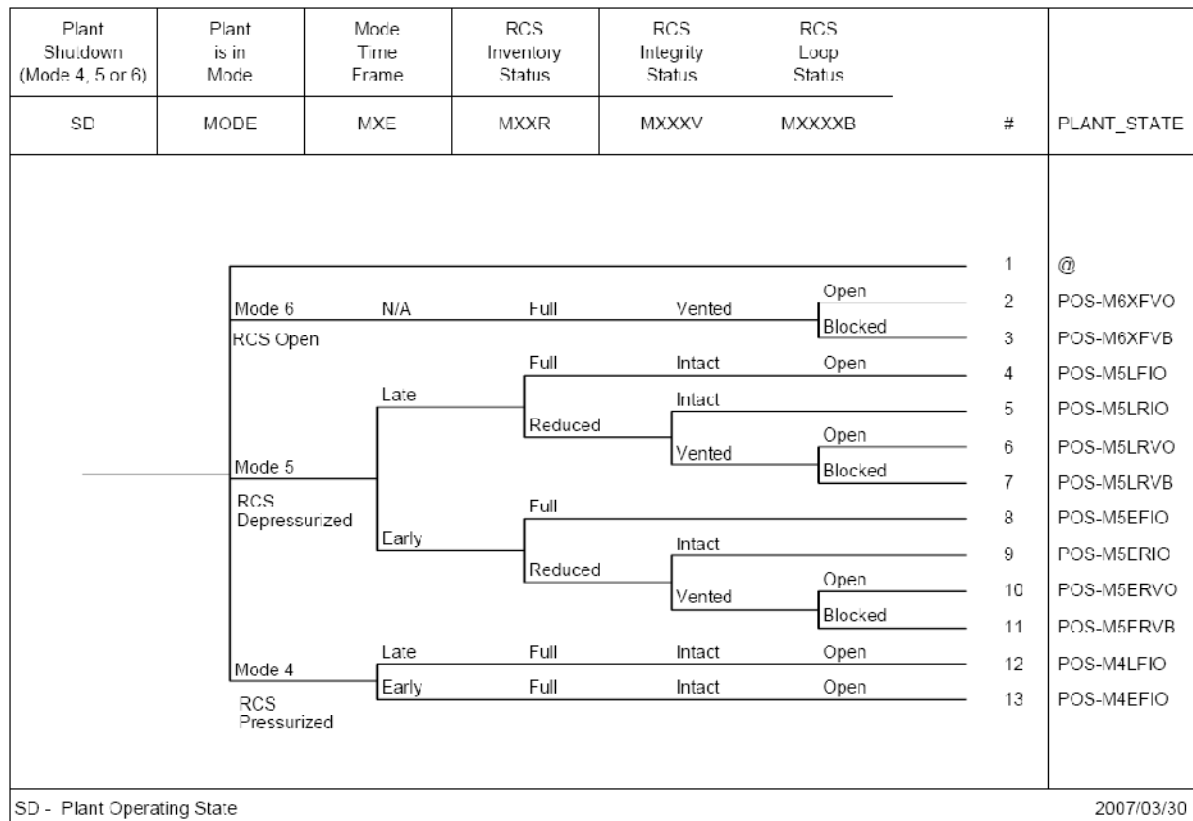 Plant Shutdown (Mode 4, 5 or 6)
Plant is in Mode
Mode Time Frame
RCS Inventory Status
RCS Integrity Status
RCS Loop Status
SD MODE MXE MXXR MXXXV MXXXXB # PLANT_STATE
1 @
Open
Mode 6 N/A Full Vented 2 POS-M6XFVO
Blocked
RCS Open 3 POS-M6XFVB
Full Intact Open
4 POS-M5LFIO
Late Intact
5 POS-M5LRIO
Reduced Open
Vented 6 POS-M5LRVO
Mode 5 Blocked
7 POS-M5LRVB
RCS
Depressurized
Full
8 POS-M5EFIO
Early Intact
9 POS-M5ERIO
Reduced Open
Vented 10 POS-M5ERVO
Blocked
11 POS-M5ERVB
Late Full Intact Open
Mode 4 12 POS-M4LFIO
Early Full Intact Open
13 POS-M4EFIO
RCS
Pressurized
SD - Plant Operating State 2007/03/30